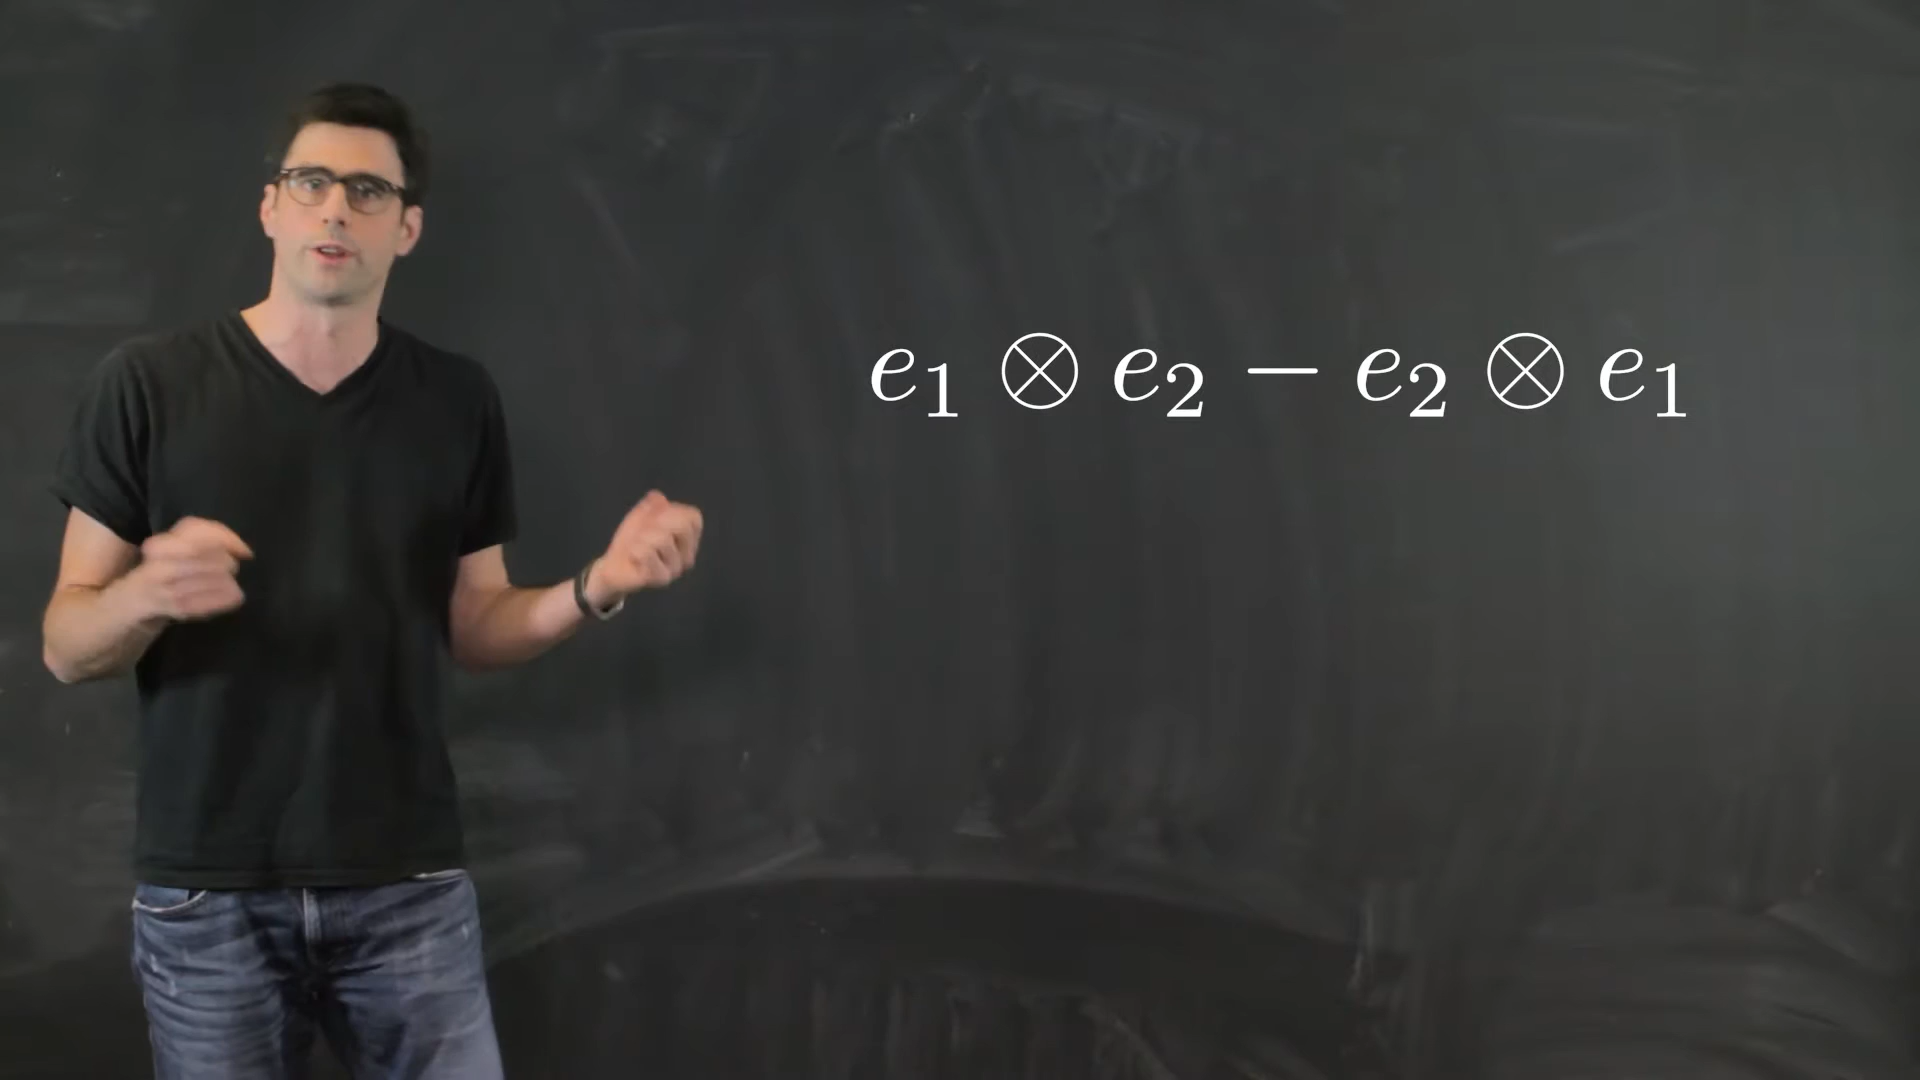 e₁ ⊗ e₂ − e₂ ⊗ e₁